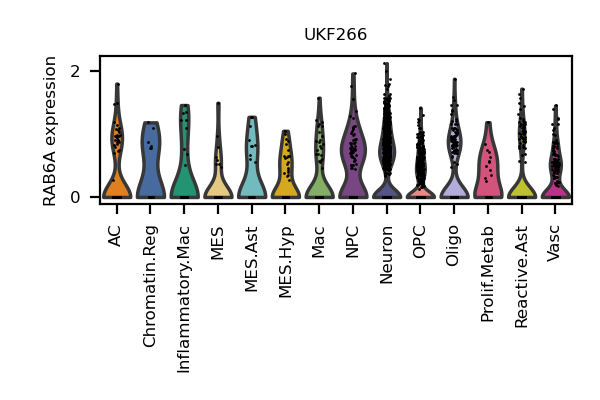 UKF266
RAB6A expression
2
0
AC
Chromatin.Reg
Inflammatory.Mac
MES
MES.Ast
MES.Hyp
Mac
NPC
Neuron
OPC
Oligo
Prolif.Metab
Reactive.Ast
Vasc